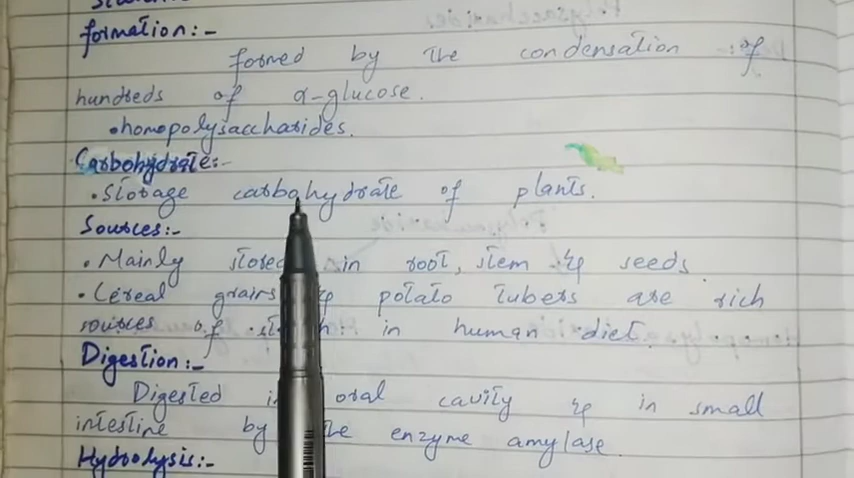 formation:-
formed by the condensation of
hundreds of α-glucose.
•homopolysaccharides.
Carbohydrate:-
•storage carbohydrate of plants.
Sources:-
•Mainly stored in root, stem & seeds
•Cereal grains & potato tubers are rich
sources of in human diet.
Digestion:-
Digested in oral cavity & in small
intestine by the enzyme amylase.
Hydrolysis:-